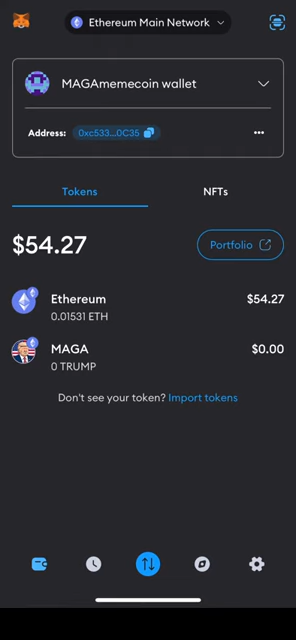 Ethereum Main Network
MAGAmemecoin wallet
Address: 0xc533...0C35
Tokens NFTs
$54.27 Portfolio
Ethereum $54.27
0.01531 ETH
MAGA $0.00
0 TRUMP
Don't see your token? Import tokens